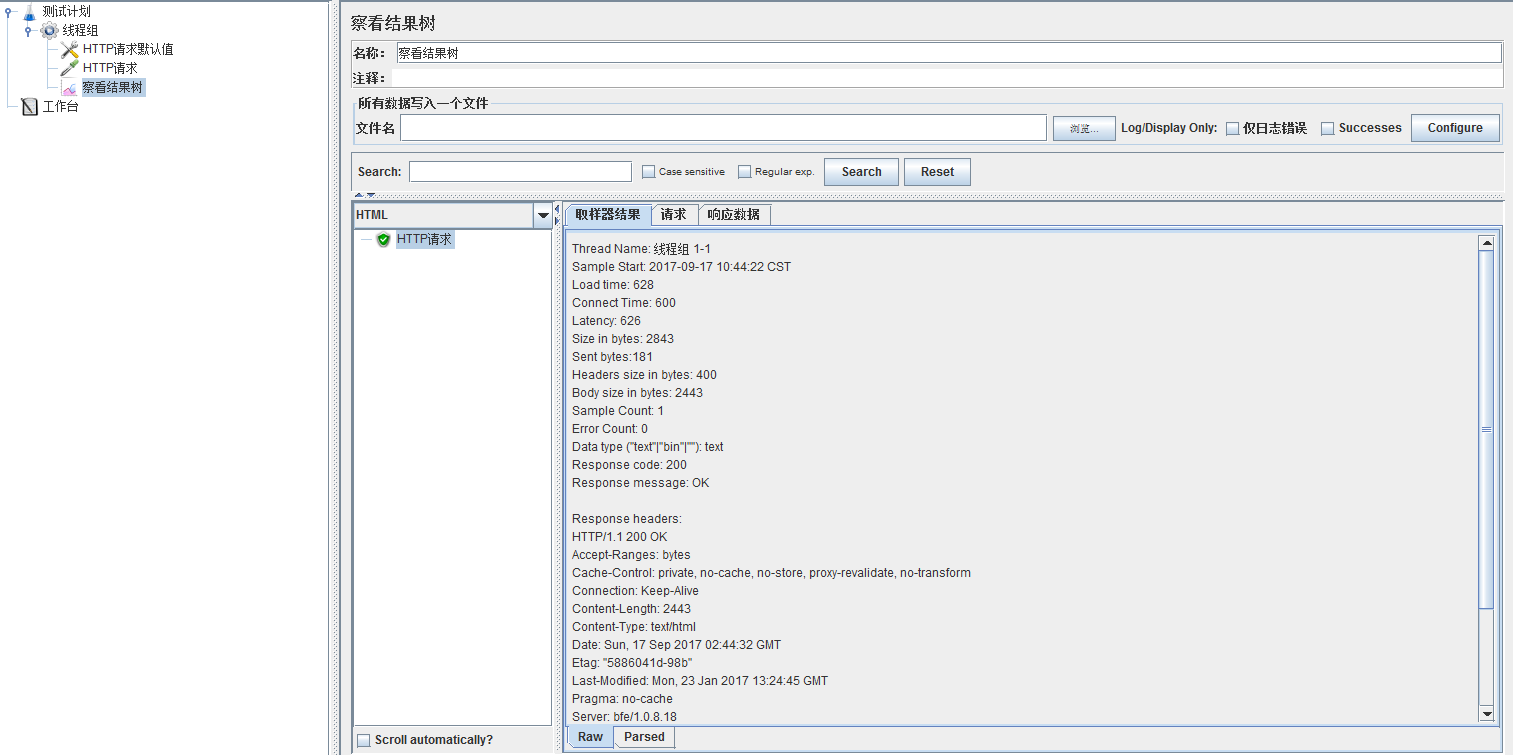 测试计划
线程组
HTTP请求默认值
HTTP请求
察看结果树
工作台
察看结果树
名称： 察看结果树
注释：
所有数据写入一个文件
文件名 浏览... Log/Display Only: 仅日志错误 Successes Configure
Search: Case sensitive Regular exp. Search Reset
HTML
HTTP请求
Scroll automatically?
取样器结果 请求 响应数据
Thread Name: 线程组 1-1
Sample Start: 2017-09-17 10:44:22 CST
Load time: 628
Connect Time: 600
Latency: 626
Size in bytes: 2843
Sent bytes:181
Headers size in bytes: 400
Body size in bytes: 2443
Sample Count: 1
Error Count: 0
Data type ("text"|"bin"|""): text
Response code: 200
Response message: OK
Response headers:
HTTP/1.1 200 OK
Accept-Ranges: bytes
Cache-Control: private, no-cache, no-store, proxy-revalidate, no-transform
Connection: Keep-Alive
Content-Length: 2443
Content-Type: text/html
Date: Sun, 17 Sep 2017 02:44:32 GMT
Etag: "5886041d-98b"
Last-Modified: Mon, 23 Jan 2017 13:24:45 GMT
Pragma: no-cache
Server: bfe/1.0.8.18
Raw Parsed